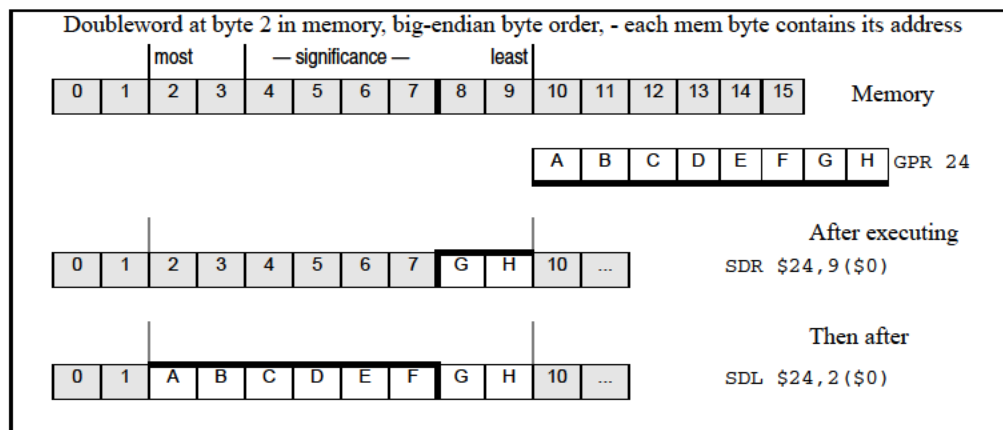 Doubleword at byte 2 in memory, big-endian byte order, - each mem byte contains its address
most — significance — least
0 1 2 3 4 5 6 7 8 9 10 11 12 13 14 15 Memory
A B C D E F G H GPR 24
After executing
0 1 2 3 4 5 6 7 G H 10 ... SDR $24,9($0)
Then after
0 1 A B C D E F G H 10 ... SDL $24,2($0)